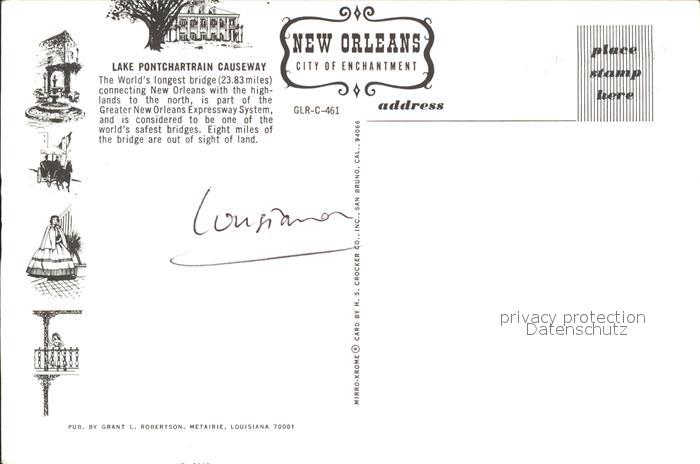 LAKE PONTCHARTRAIN CAUSEWAY
The World's longest bridge (23.83 miles)
connecting New Orleans with the high-
lands to the north, is part of the
Greater New Orleans Expressway System,
and is considered to be one of the
world's safest bridges. Eight miles of
the bridge are out of sight of land.
NEW ORLEANS
CITY OF ENCHANTMENT
GLR-C-461
address
place
stamp
here
Lousiana
MIRRO-KROME® CARD BY H. S. CROCKER CO., INC., SAN BRUNO, CAL., 94066
privacy protection
Datenschutz
PUB. BY GRANT L. ROBERTSON, METAIRIE, LOUISIANA 70001